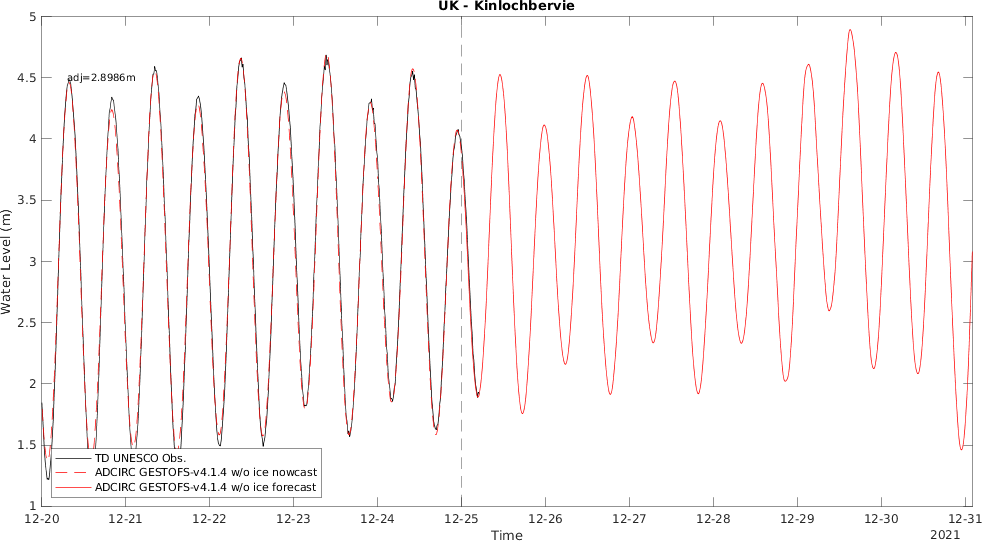 UK - Kinlochbervie
5
4.5
4
3.5
3
2.5
2
1.5
1
Water Level (m)
adj=2.8986m
TD UNESCO Obs.
ADCIRC GESTOFS-v4.1.4 w/o ice nowcast
ADCIRC GESTOFS-v4.1.4 w/o ice forecast
12-20 12-21 12-22 12-23 12-24 12-25 12-26 12-27 12-28 12-29 12-30 12-31
Time
2021